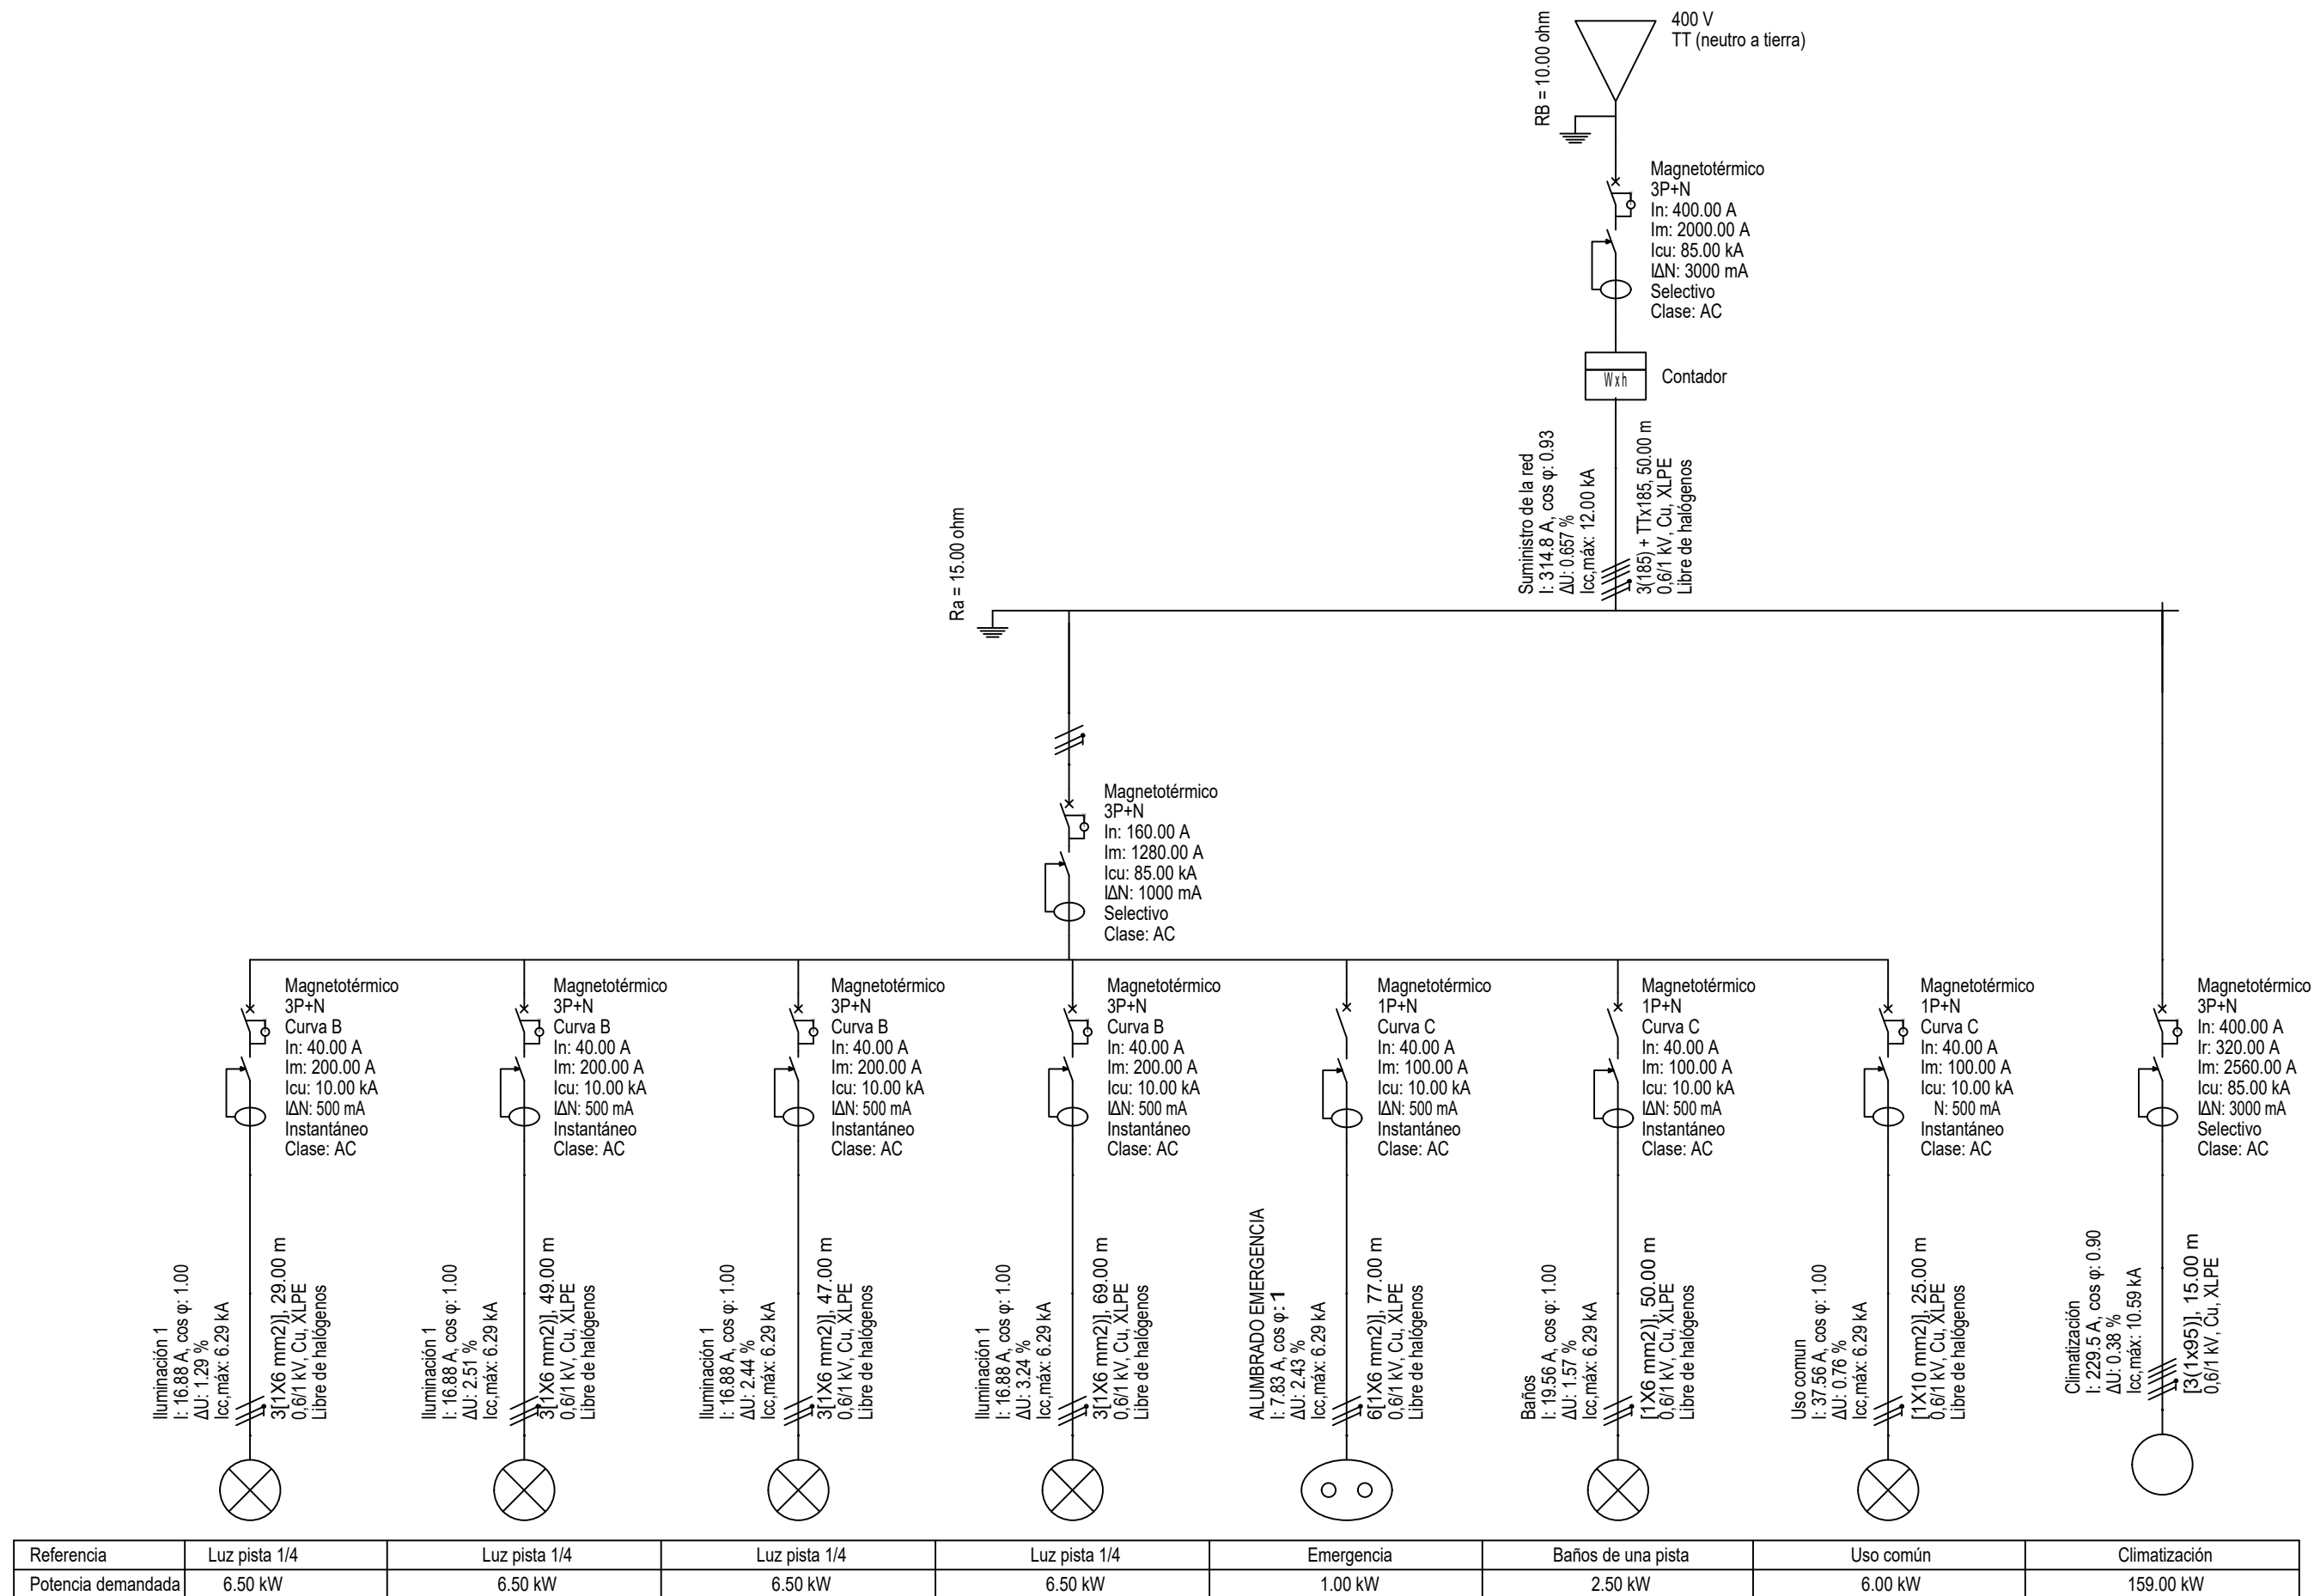 400 V
TT (neutro a tierra)
RB = 10.00 ohm
Magnetotérmico
3P+N
In: 400.00 A
Im: 2000.00 A
Icu: 85.00 kA
IΔN: 3000 mA
Selectivo
Clase: AC
Wxh
Contador
Suministro de la red
I: 314.8 A, cos φ: 0.93
ΔU: 0.657 %
Icc,máx: 12.00 kA
3(185) + TTx185, 50.00 m
0,6/1 kV, Cu, XLPE
Libre de halógenos
Ra = 15.00 ohm
Magnetotérmico
3P+N
In: 160.00 A
Im: 1280.00 A
Icu: 85.00 kA
IΔN: 1000 mA
Selectivo
Clase: AC
Magnetotérmico
3P+N
Curva B
In: 40.00 A
Im: 200.00 A
Icu: 10.00 kA
IΔN: 500 mA
Instantáneo
Clase: AC
Magnetotérmico
3P+N
Curva B
In: 40.00 A
Im: 200.00 A
Icu: 10.00 kA
IΔN: 500 mA
Instantáneo
Clase: AC
Magnetotérmico
3P+N
Curva B
In: 40.00 A
Im: 200.00 A
Icu: 10.00 kA
IΔN: 500 mA
Instantáneo
Clase: AC
Magnetotérmico
3P+N
Curva B
In: 40.00 A
Im: 200.00 A
Icu: 10.00 kA
IΔN: 500 mA
Instantáneo
Clase: AC
Magnetotérmico
1P+N
Curva C
In: 40.00 A
Im: 100.00 A
Icu: 10.00 kA
IΔN: 500 mA
Instantáneo
Clase: AC
Magnetotérmico
1P+N
Curva C
In: 40.00 A
Im: 100.00 A
Icu: 10.00 kA
IΔN: 500 mA
Instantáneo
Clase: AC
Magnetotérmico
1P+N
Curva C
In: 40.00 A
Im: 100.00 A
Icu: 10.00 kA
N: 500 mA
Instantáneo
Clase: AC
Magnetotérmico
3P+N
In: 400.00 A
Ir: 320.00 A
Im: 2560.00 A
Icu: 85.00 kA
IΔN: 3000 mA
Selectivo
Clase: AC
Iluminación 1
I: 16.88 A, cos φ: 1.00
ΔU: 1.29 %
Icc,máx: 6.29 kA
3[1X6 mm2)], 29.00 m
0,6/1 kV, Cu, XLPE
Libre de halógenos
Iluminación 1
I: 16.88 A, cos φ: 1.00
ΔU: 2.51 %
Icc,máx: 6.29 kA
3[1X6 mm2)], 49.00 m
0,6/1 kV, Cu, XLPE
Libre de halógenos
Iluminación 1
I: 16.88 A, cos φ: 1.00
ΔU: 2.44 %
Icc,máx: 6.29 kA
3[1X6 mm2)], 47.00 m
0,6/1 kV, Cu, XLPE
Libre de halógenos
Iluminación 1
I: 16.88 A, cos φ: 1.00
ΔU: 3.24 %
Icc,máx: 6.29 kA
3[1X6 mm2)], 69.00 m
0,6/1 kV, Cu, XLPE
Libre de halógenos
ALUMBRADO EMERGENCIA
I: 7.83 A, cos φ: 1
ΔU: 2.43 %
Icc,máx: 6.29 kA
6[1X6 mm2)], 77.00 m
0,6/1 kV, Cu, XLPE
Libre de halógenos
Baños
I: 19.56 A, cos φ: 1.00
ΔU: 1.57 %
Icc,máx: 6.29 kA
[1X6 mm2)], 50.00 m
0,6/1 kV, Cu, XLPE
Libre de halógenos
Uso comun
I: 37.56 A, cos φ: 1.00
ΔU: 0.76 %
Icc,máx: 6.29 kA
[1X10 mm2)], 25.00 m
0,6/1 kV, Cu, XLPE
Libre de halógenos
Climatización
I: 229.5 A, cos φ: 0.90
ΔU: 0.38 %
Icc,máx: 10.59 kA
[3(1x95)], 15.00 m
0,6/1 kV, Cu, XLPE
Referencia Luz pista 1/4 Luz pista 1/4 Luz pista 1/4 Luz pista 1/4 Emergencia Baños de una pista Uso común Climatización
Potencia demandada 6.50 kW 6.50 kW 6.50 kW 6.50 kW 1.00 kW 2.50 kW 6.00 kW 159.00 kW